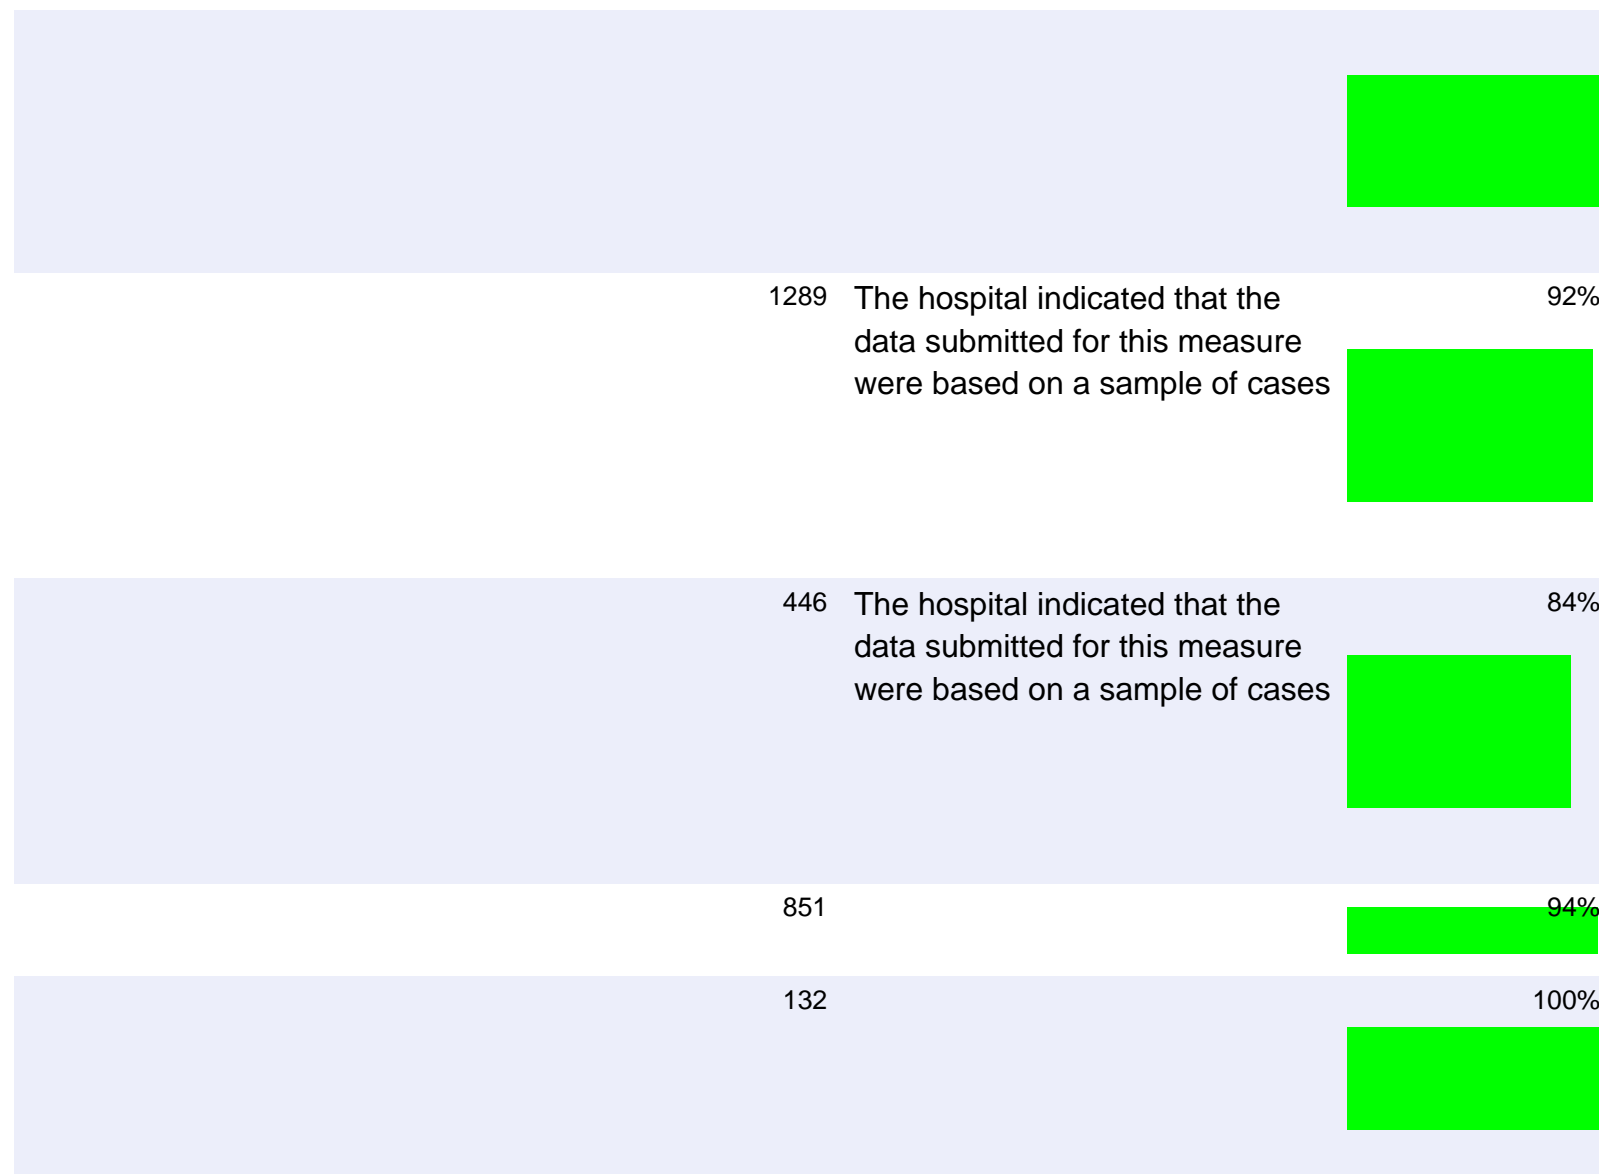 1289 The hospital indicated that the 92%
data submitted for this measure
were based on a sample of cases
446 The hospital indicated that the 84%
data submitted for this measure
were based on a sample of cases
851 94%
132 100%